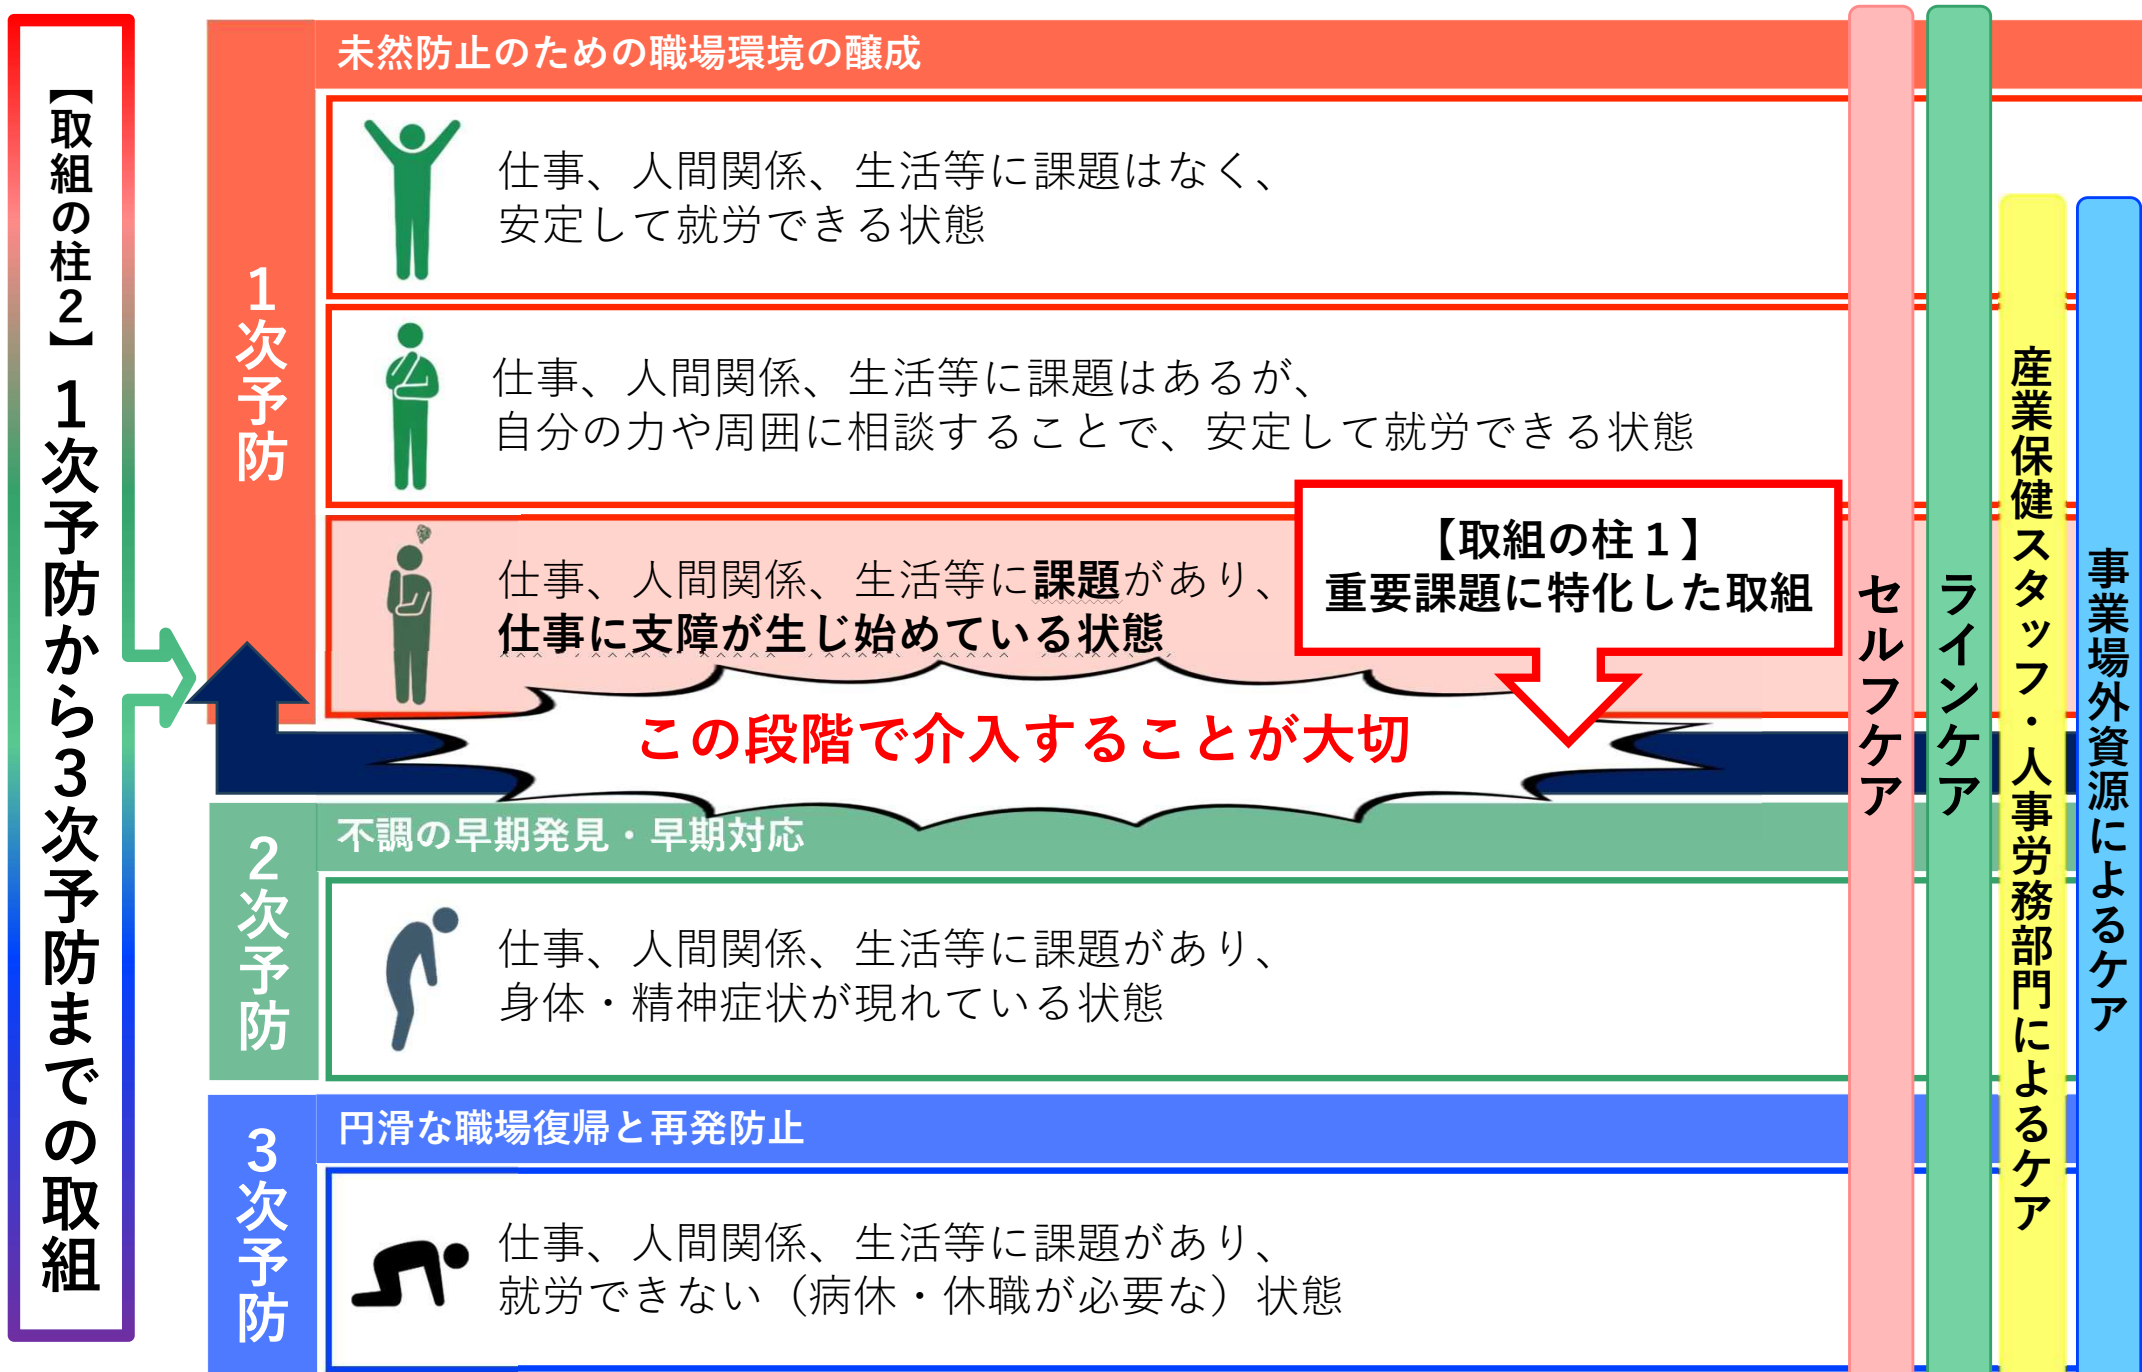 【取組の柱２】１次予防から３次予防までの取組
１次予防
未然防止のための職場環境の醸成
仕事、人間関係、生活等に課題はなく、
安定して就労できる状態
仕事、人間関係、生活等に課題はあるが、
自分の力や周囲に相談することで、安定して就労できる状態
仕事、人間関係、生活等に課題があり、
仕事に支障が生じ始めている状態
【取組の柱１】
重要課題に特化した取組
この段階で介入することが大切
２次予防
不調の早期発見・早期対応
仕事、人間関係、生活等に課題があり、
身体・精神症状が現れている状態
３次予防
円滑な職場復帰と再発防止
仕事、人間関係、生活等に課題があり、
就労できない（病休・休職が必要な）状態
セルフケア
ラインケア
産業保健スタッフ・人事労務部門によるケア
事業場外資源によるケア